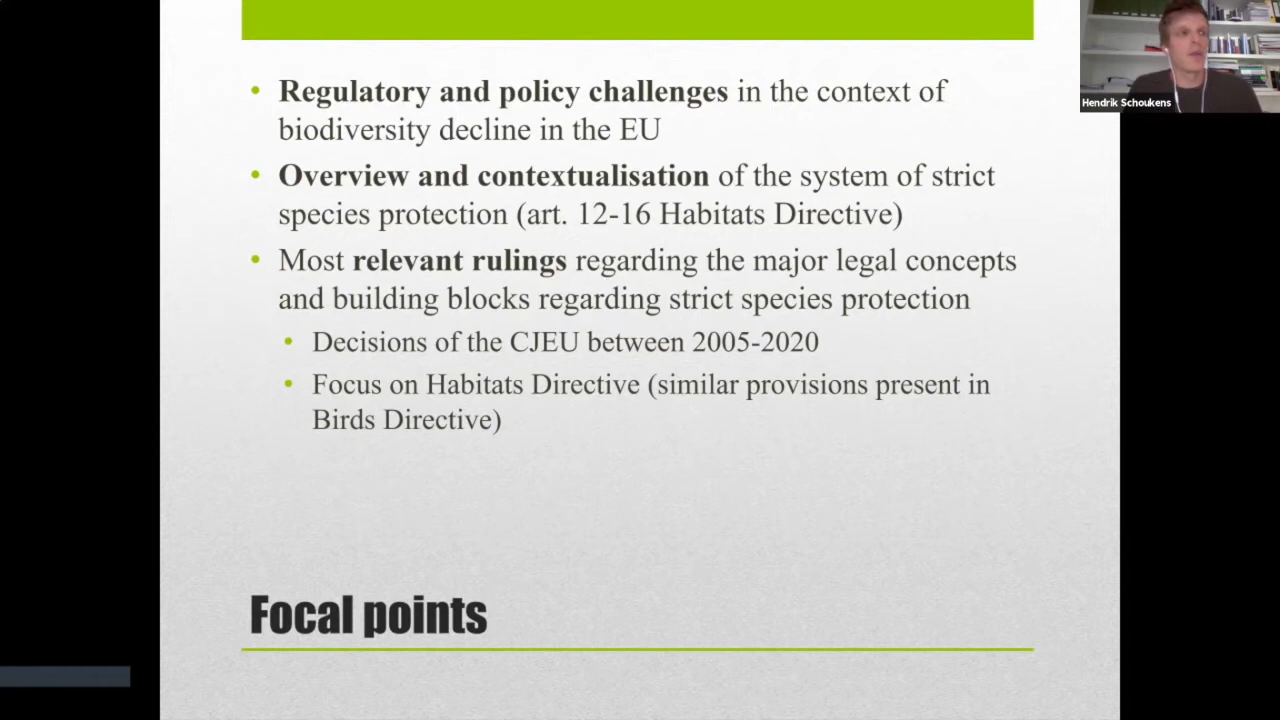 Regulatory and policy challenges in the context of
biodiversity decline in the EU
Overview and contextualisation of the system of strict
species protection (art. 12-16 Habitats Directive)
Most relevant rulings regarding the major legal concepts
and building blocks regarding strict species protection
Decisions of the CJEU between 2005-2020
Focus on Habitats Directive (similar provisions present in
Birds Directive)
Focal points
Hendrik Schoukens